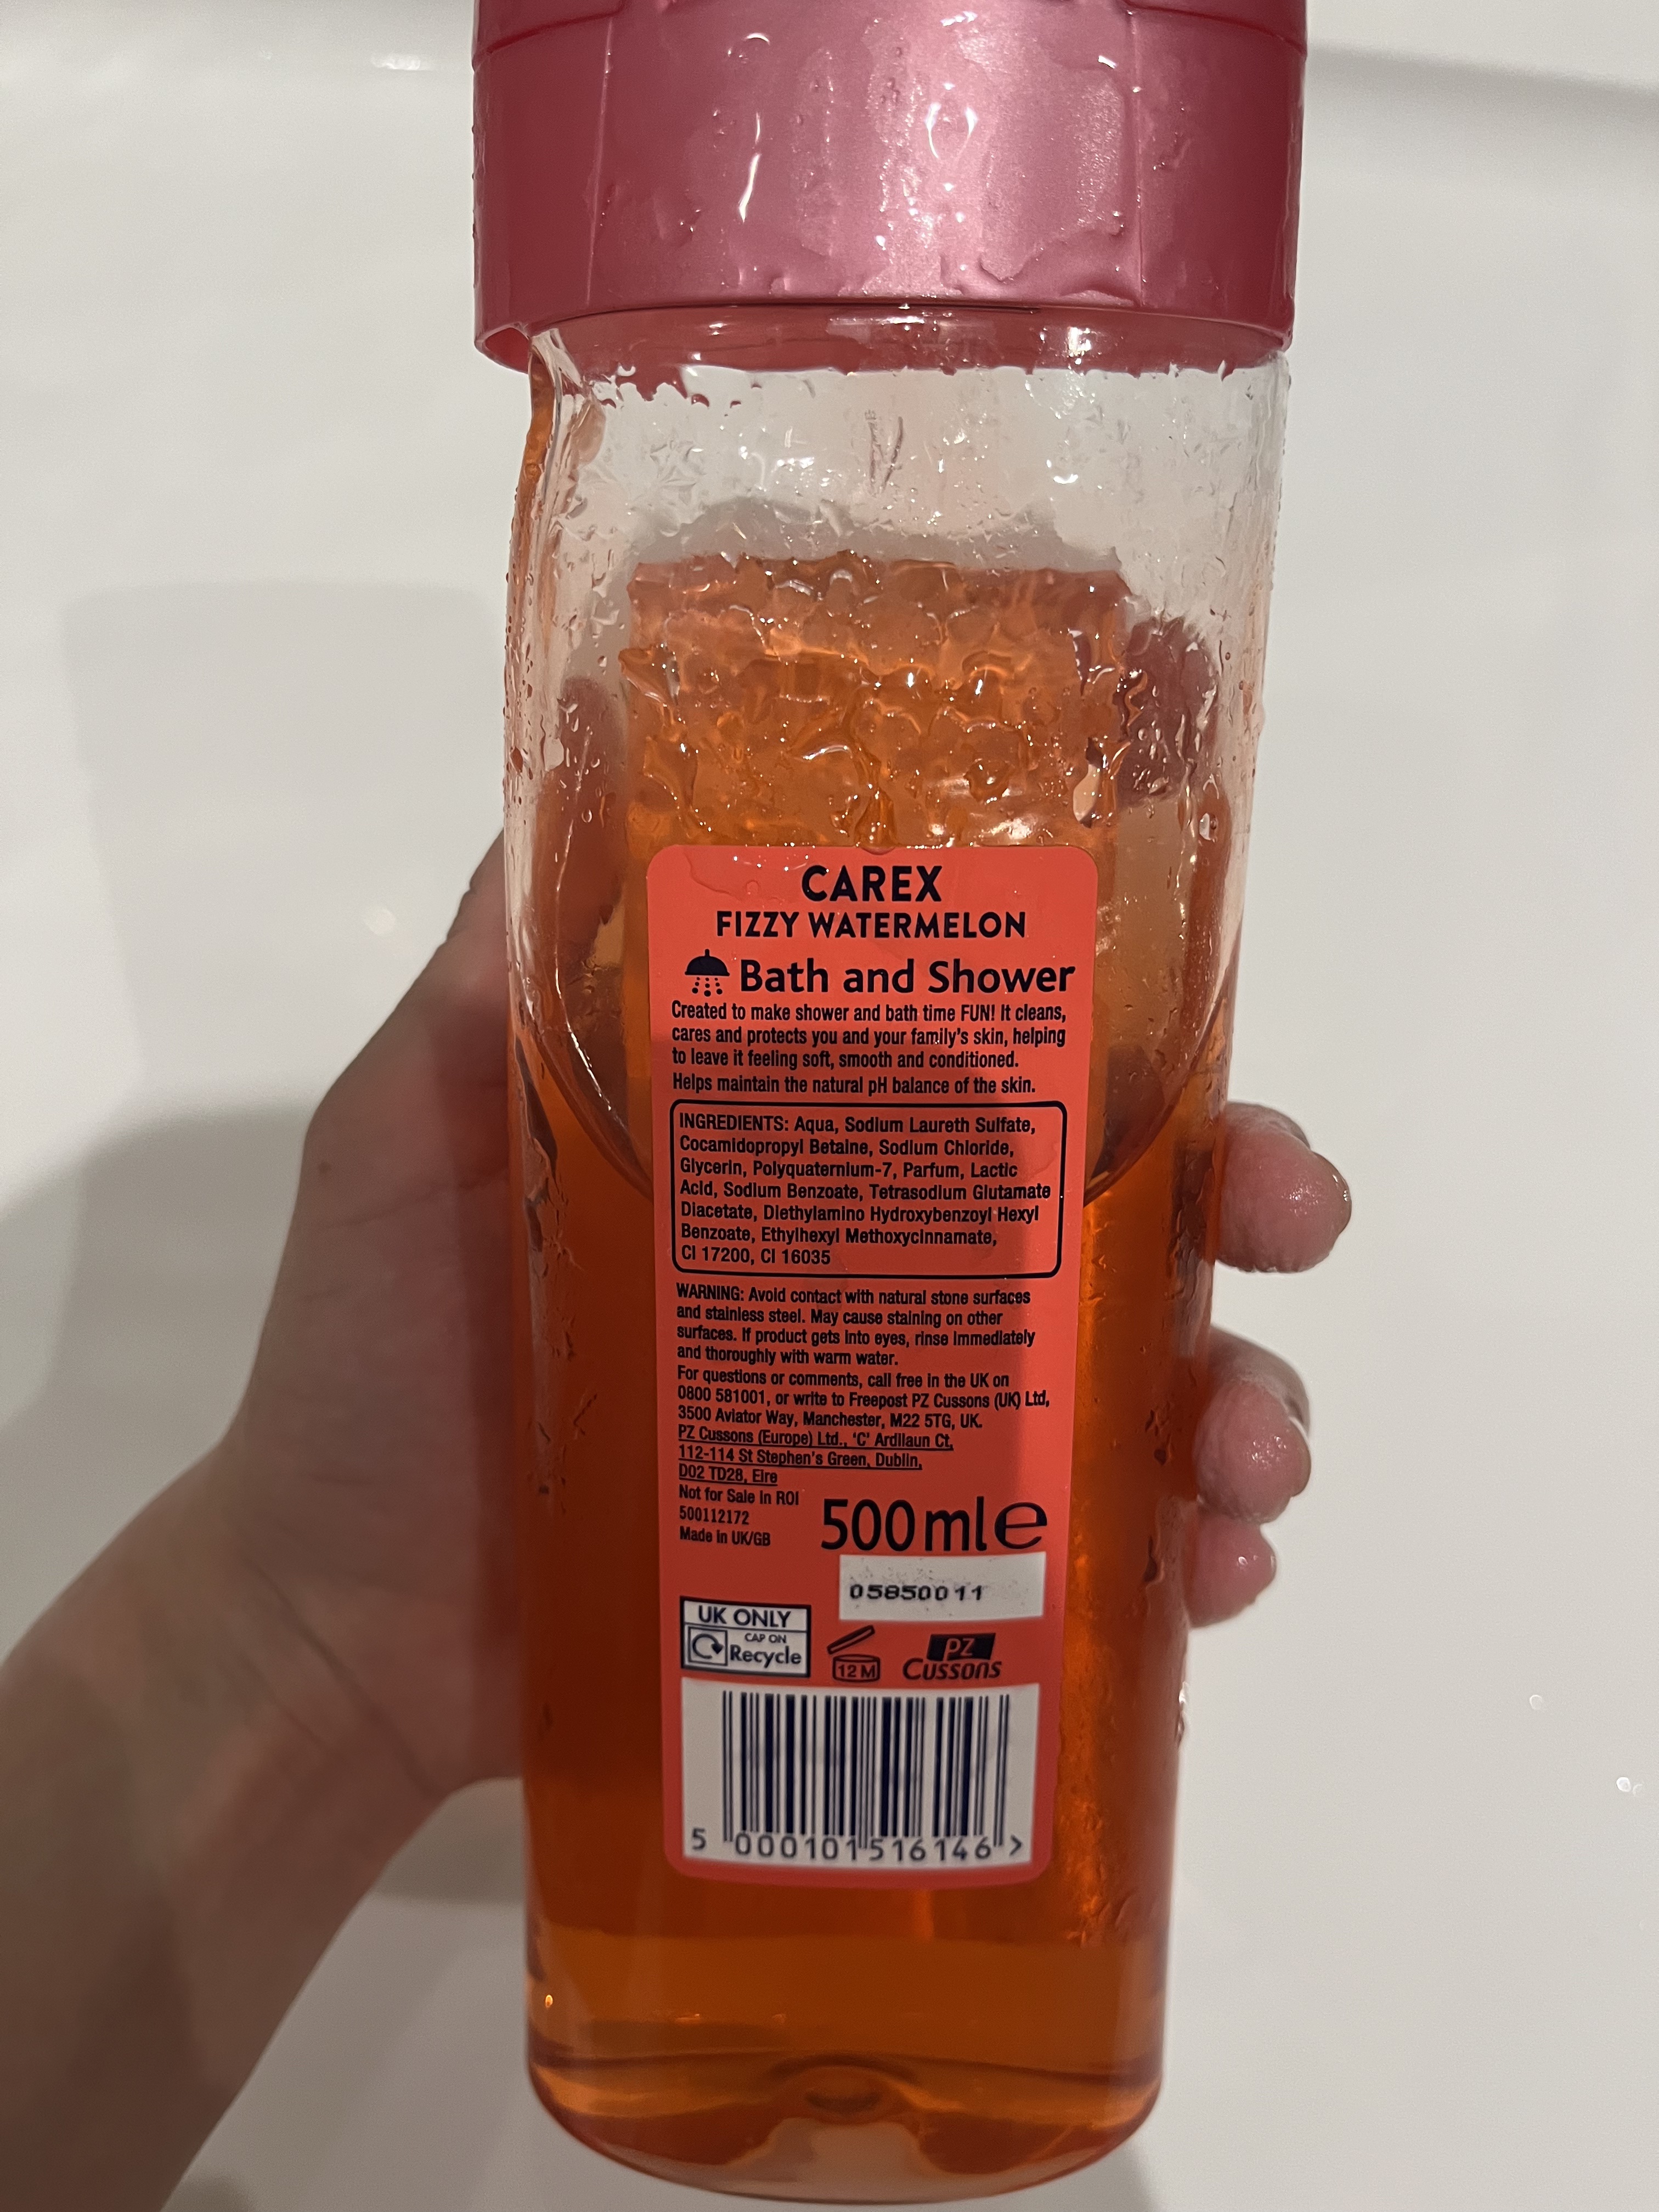 CAREX
FIZZY WATERMELON
Bath and Shower
Created to make shower and bath time FUN! It cleans,
cares and protects you and your family's skin, helping
to leave it feeling soft, smooth and conditioned.
Helps maintain the natural pH balance of the skin.
INGREDIENTS: Aqua, Sodium Laureth Sulfate,
Cocamidopropyl Betaine, Sodium Chloride,
Glycerin, Polyquaternium-7, Parfum, Lactic
Acid, Sodium Benzoate, Tetrasodium Glutamate
Diacetate, Diethylamino Hydroxybenzoyl Hexyl
Benzoate, Ethylhexyl Methoxycinnamate,
CI 17200, CI 16035
WARNING: Avoid contact with natural stone surfaces
and stainless steel. May cause staining on other
surfaces. If product gets into eyes, rinse immediately
and thoroughly with warm water.
For questions or comments, call free in the UK on
0800 581001, or write to Freepost PZ Cussons (UK) Ltd,
3500 Aviator Way, Manchester, M22 5TG, UK.
PZ Cussons (Europe) Ltd., 'C' Ardilaun Ct,
112-114 St Stephen's Green, Dublin,
D02 TD28, Eire
Not for Sale in ROI
500112172
Made in UK/GB
500ml e
05850011
UK ONLY
CAP ON
Recycle
12 M
PZ
Cussons
5 000101 516146 >